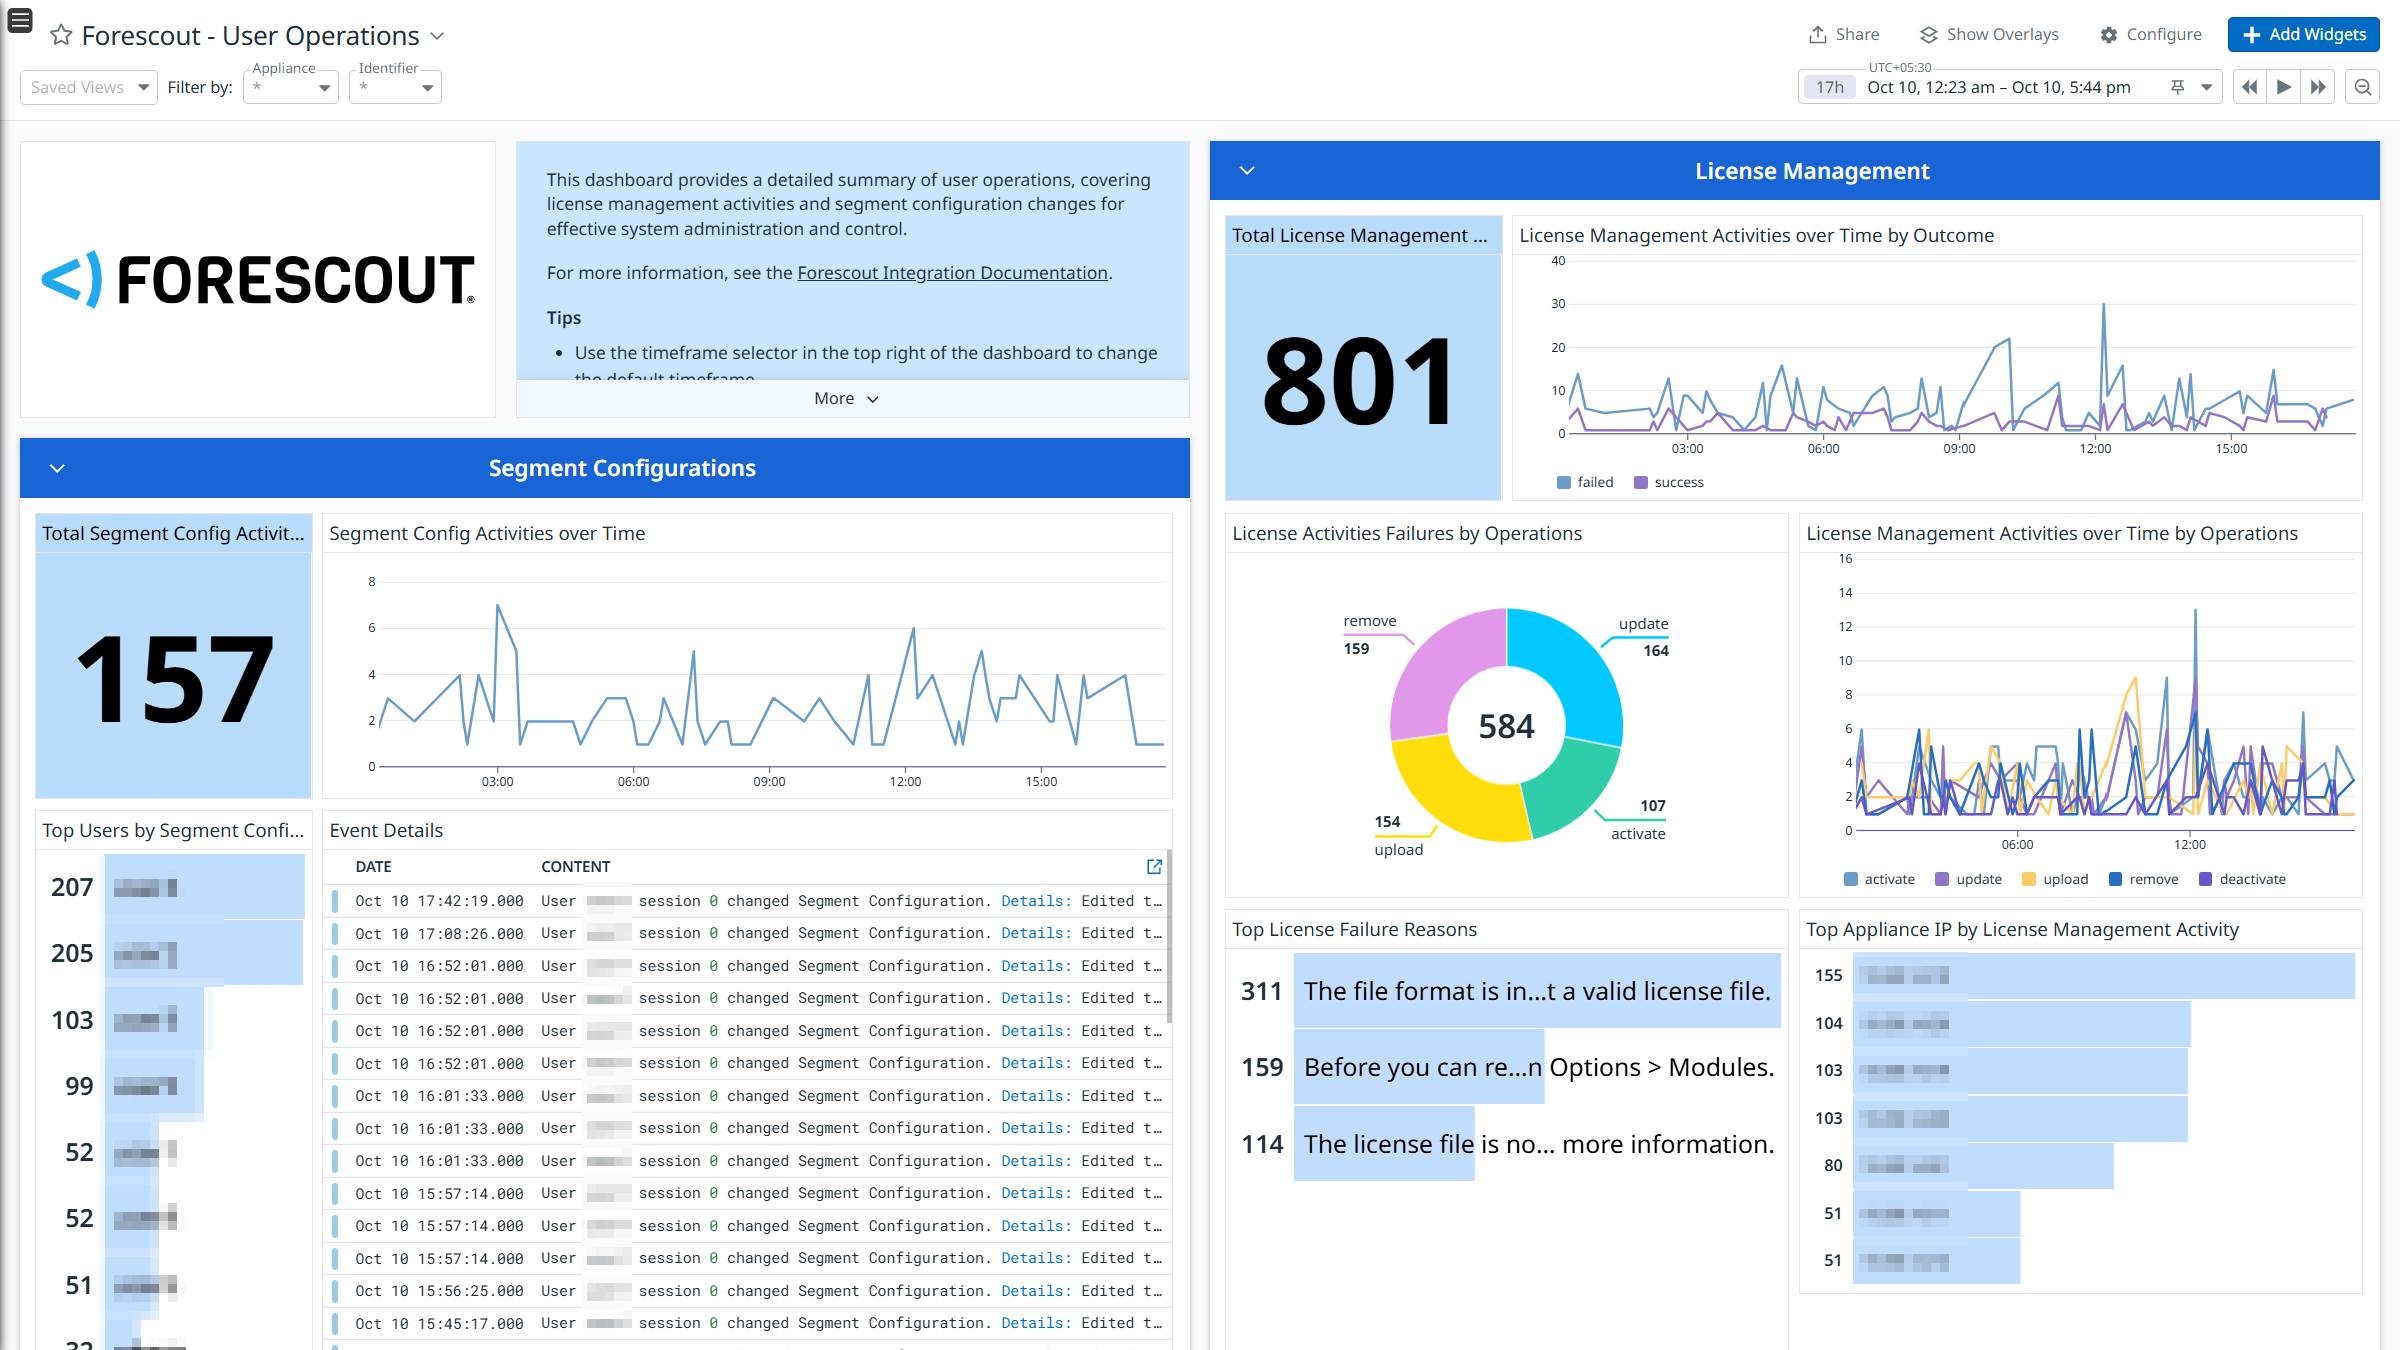 Forescout - User Operations
Share
Show Overlays
Configure
Add Widgets
Saved Views
Filter by:
Appliance
*
Identifier
*
UTC+05:30
17h Oct 10, 12:23 am – Oct 10, 5:44 pm
<) FORESCOUT®
This dashboard provides a detailed summary of user operations, covering
license management activities and segment configuration changes for
effective system administration and control.
For more information, see the Forescout Integration Documentation.
Tips
• Use the timeframe selector in the top right of the dashboard to change
the default timeframe.
More
Segment Configurations
Total Segment Config Activit...
157
Segment Config Activities over Time
8
6
4
2
0
03:00 06:00 09:00 12:00 15:00
Top Users by Segment Confi...
207
205
103
99
52
52
51
32
Event Details
DATE CONTENT
Oct 10 17:42:19.000 User session 0 changed Segment Configuration. Details: Edited t…
Oct 10 17:08:26.000 User session 0 changed Segment Configuration. Details: Edited t…
Oct 10 16:52:01.000 User session 0 changed Segment Configuration. Details: Edited t…
Oct 10 16:52:01.000 User session 0 changed Segment Configuration. Details: Edited t…
Oct 10 16:52:01.000 User session 0 changed Segment Configuration. Details: Edited t…
Oct 10 16:52:01.000 User session 0 changed Segment Configuration. Details: Edited t…
Oct 10 16:01:33.000 User session 0 changed Segment Configuration. Details: Edited t…
Oct 10 16:01:33.000 User session 0 changed Segment Configuration. Details: Edited t…
Oct 10 16:01:33.000 User session 0 changed Segment Configuration. Details: Edited t…
Oct 10 15:57:14.000 User session 0 changed Segment Configuration. Details: Edited t…
Oct 10 15:57:14.000 User session 0 changed Segment Configuration. Details: Edited t…
Oct 10 15:57:14.000 User session 0 changed Segment Configuration. Details: Edited t…
Oct 10 15:56:25.000 User session 0 changed Segment Configuration. Details: Edited t…
Oct 10 15:45:17.000 User session 0 changed Segment Configuration. Details: Edited t…
License Management
Total License Management ...
801
License Management Activities over Time by Outcome
40
30
20
10
0
03:00 06:00 09:00 12:00 15:00
failed success
License Activities Failures by Operations
remove
159
update
164
584
154
upload
107
activate
License Management Activities over Time by Operations
16
14
12
10
8
6
4
2
0
06:00 12:00
activate update upload remove deactivate
Top License Failure Reasons
311 The file format is in...t a valid license file.
159 Before you can re...n Options > Modules.
114 The license file is no... more information.
Top Appliance IP by License Management Activity
155
104
103
103
80
51
51